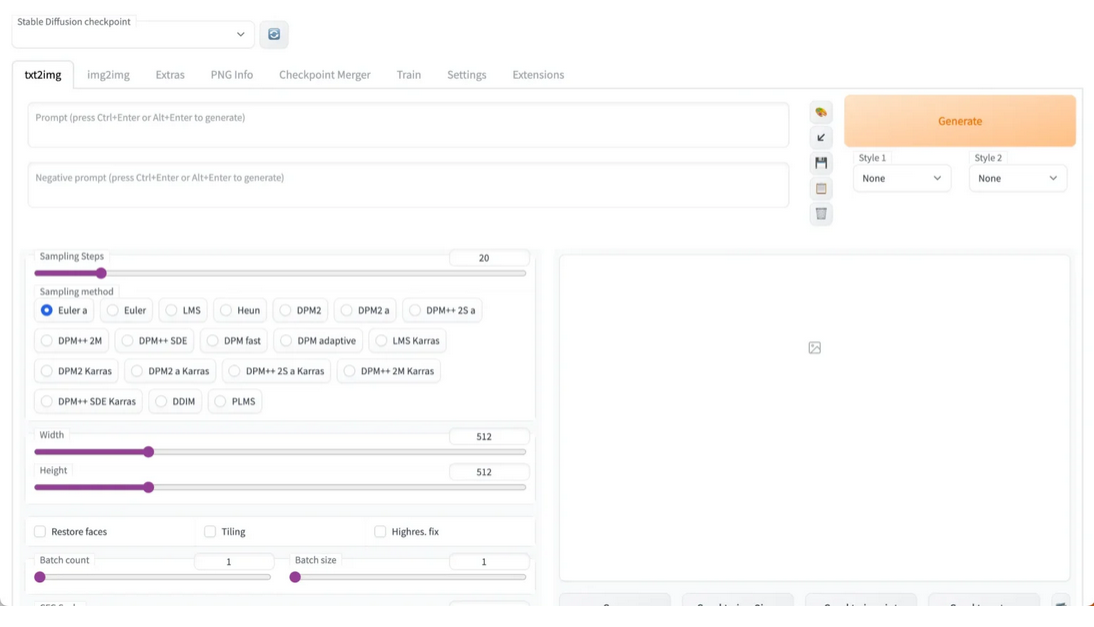 Stable Diffusion checkpoint
txt2img img2img Extras PNG Info Checkpoint Merger Train Settings Extensions
Prompt (press Ctrl+Enter or Alt+Enter to generate)
Generate
Style 1 Style 2
None None
Negative prompt (press Ctrl+Enter or Alt+Enter to generate)
Sampling Steps 20
Sampling method
Euler a Euler LMS Heun DPM2 DPM2 a DPM++ 2S a
DPM++ 2M DPM++ SDE DPM fast DPM adaptive LMS Karras
DPM2 Karras DPM2 a Karras DPM++ 2S a Karras DPM++ 2M Karras
DPM++ SDE Karras DDIM PLMS
Width 512
Height 512
Restore faces Tiling Highres. fix
Batch count 1 Batch size 1